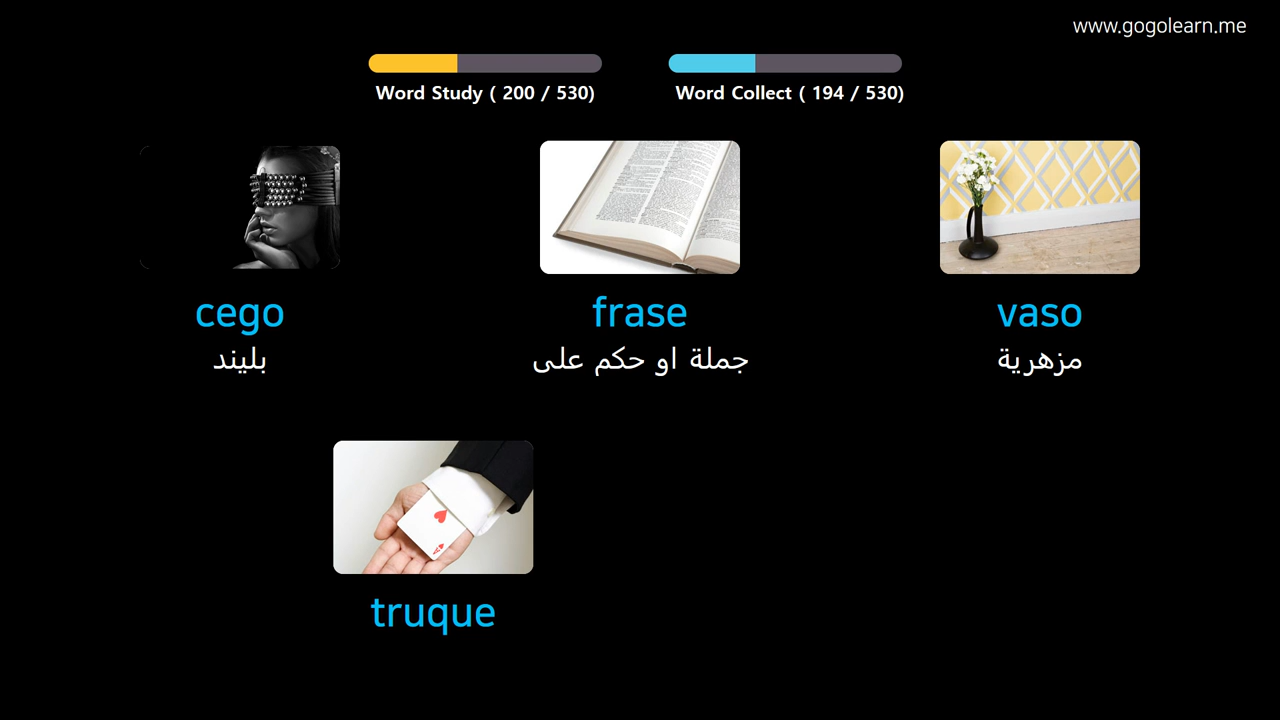 www.gogolearn.me
Word Study ( 200 / 530)
Word Collect ( 194 / 530)
cego
frase
vaso
بليند
جملة او حكم على
مزهرية
truque